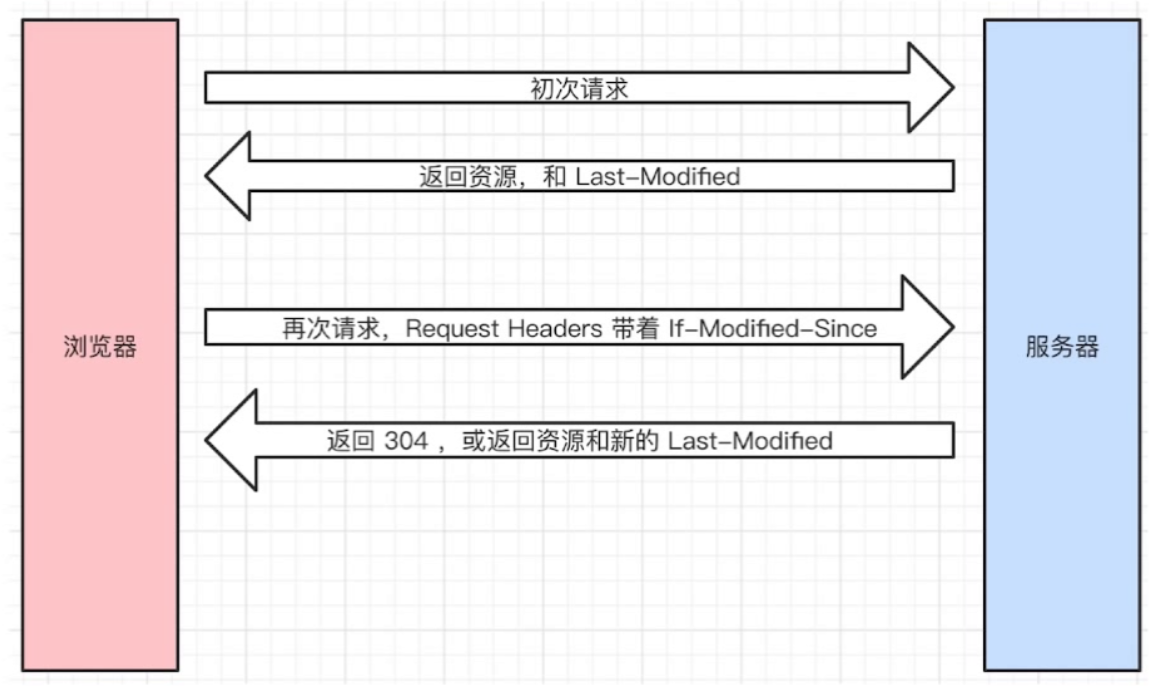 初次请求
返回资源，和 Last-Modified
浏览器
再次请求，Request Headers 带着 If-Modified-Since
服务器
返回 304 ，或返回资源和新的 Last-Modified